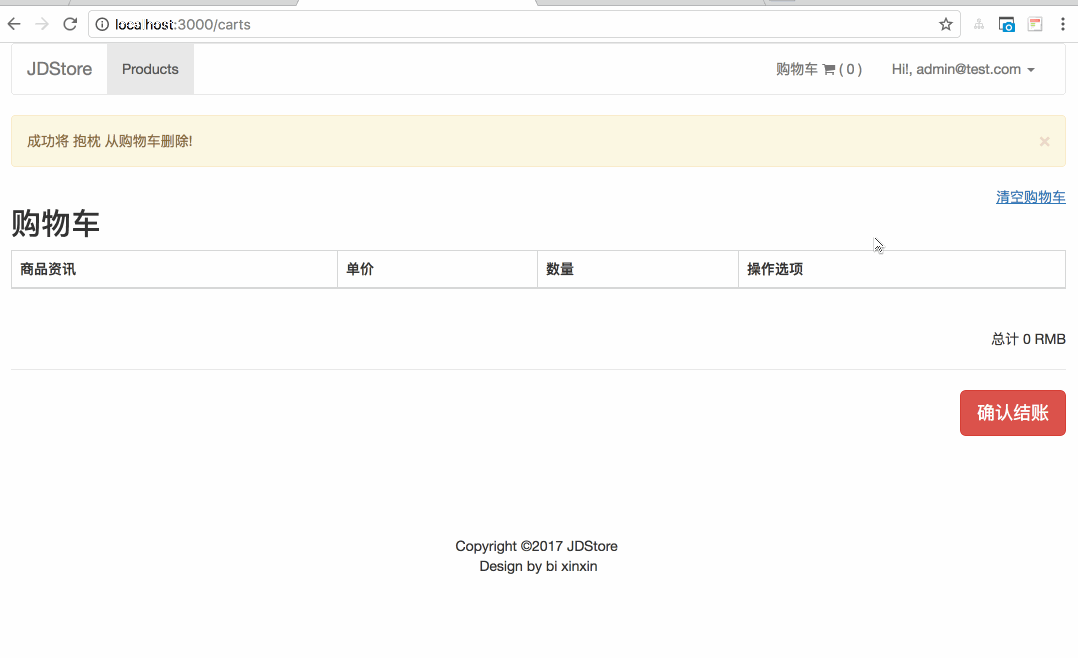 localhost:3000/carts
JDStore Products 购物车 ( 0 ) Hi!, admin@test.com
成功将 抱枕 从购物车删除! ×
清空购物车
购物车
商品资讯 单价 数量 操作选项
总计 0 RMB
确认结账
Copyright ©2017 JDStore
Design by bi xinxin